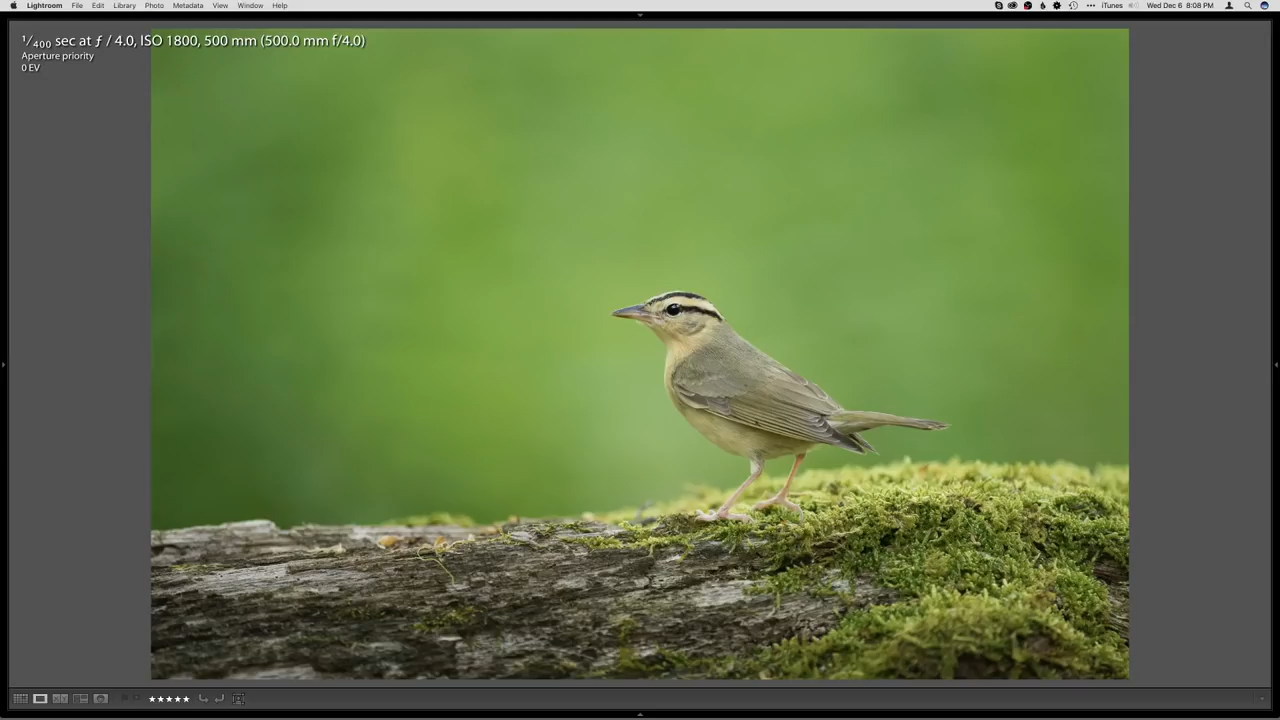 Lightroom File Edit Library Photo Metadata View Window Help iTunes Wed Dec 6 8:08 PM
1/400 sec at ƒ / 4.0, ISO 1800, 500 mm (500.0 mm f/4.0)
Aperture priority
0 EV